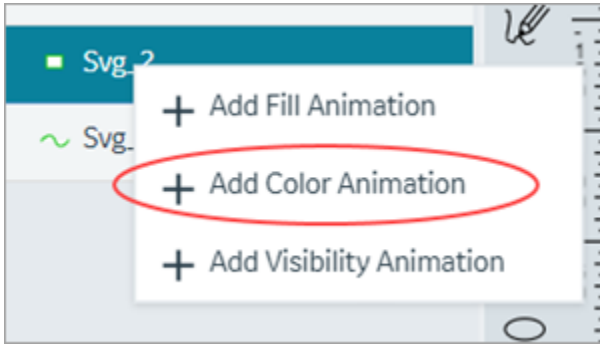 Svg_2
Add Fill Animation
Svg_
Add Color Animation
Add Visibility Animation